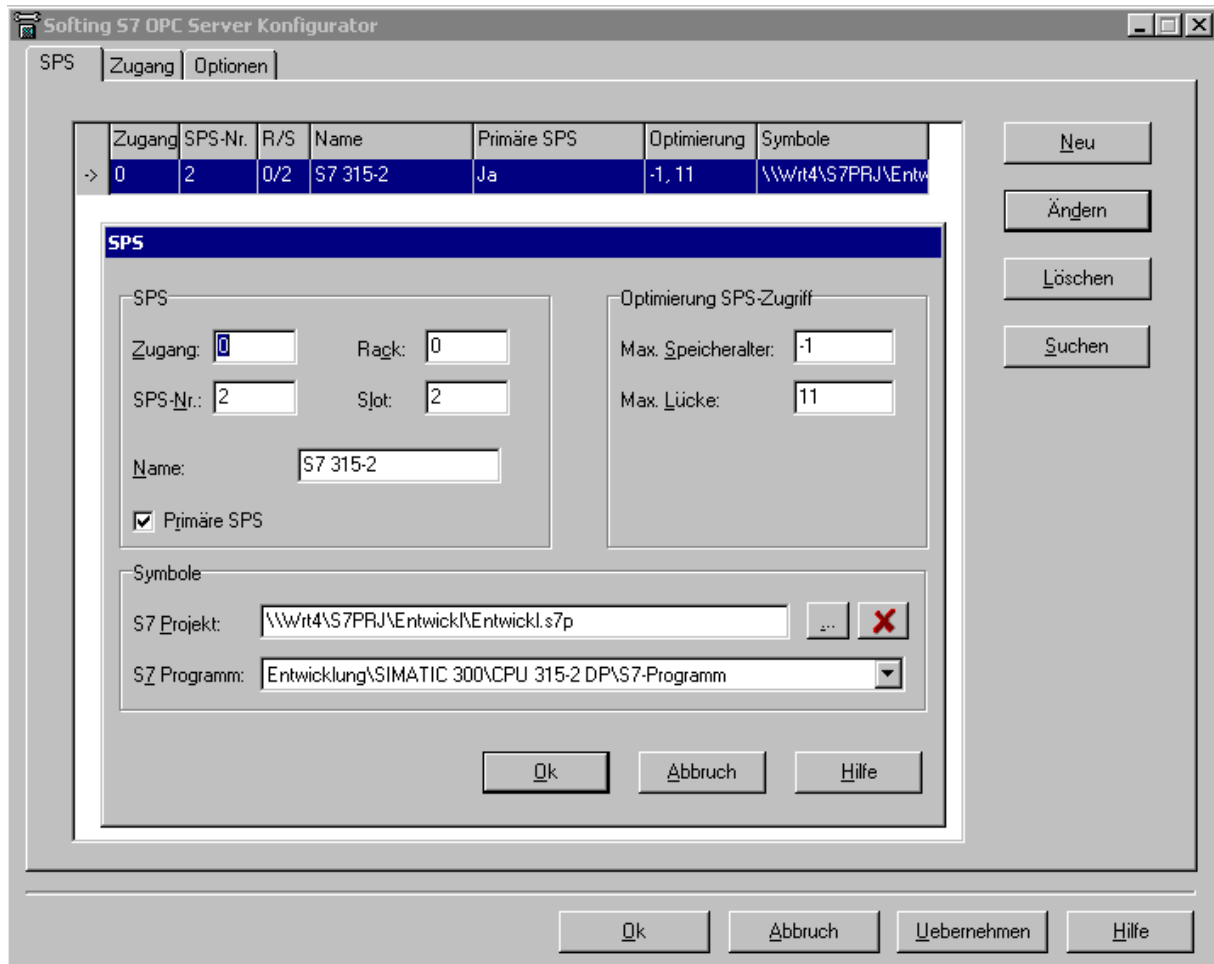 Softing S7 OPC Server Konfigurator
SPS Zugang Optionen
Zugang SPS-Nr. R/S Name Primäre SPS Optimierung Symbole
-> 0 2 0/2 S7 315-2 Ja -1, 11 \\Wrt4\S7PRJ\Entw
Neu
Ändern
Löschen
Suchen
SPS
SPS
Zugang: 0 Rack: 0
SPS-Nr.: 2 Slot: 2
Name: S7 315-2
Primäre SPS
Optimierung SPS-Zugriff
Max. Speicheralter: -1
Max. Lücke: 11
Symbole
S7 Projekt: \\Wrt4\S7PRJ\Entwickl\Entwickl.s7p ...
S7 Programm: Entwicklung\SIMATIC 300\CPU 315-2 DP\S7-Programm
Ok Abbruch Hilfe
Ok Abbruch Uebernehmen Hilfe